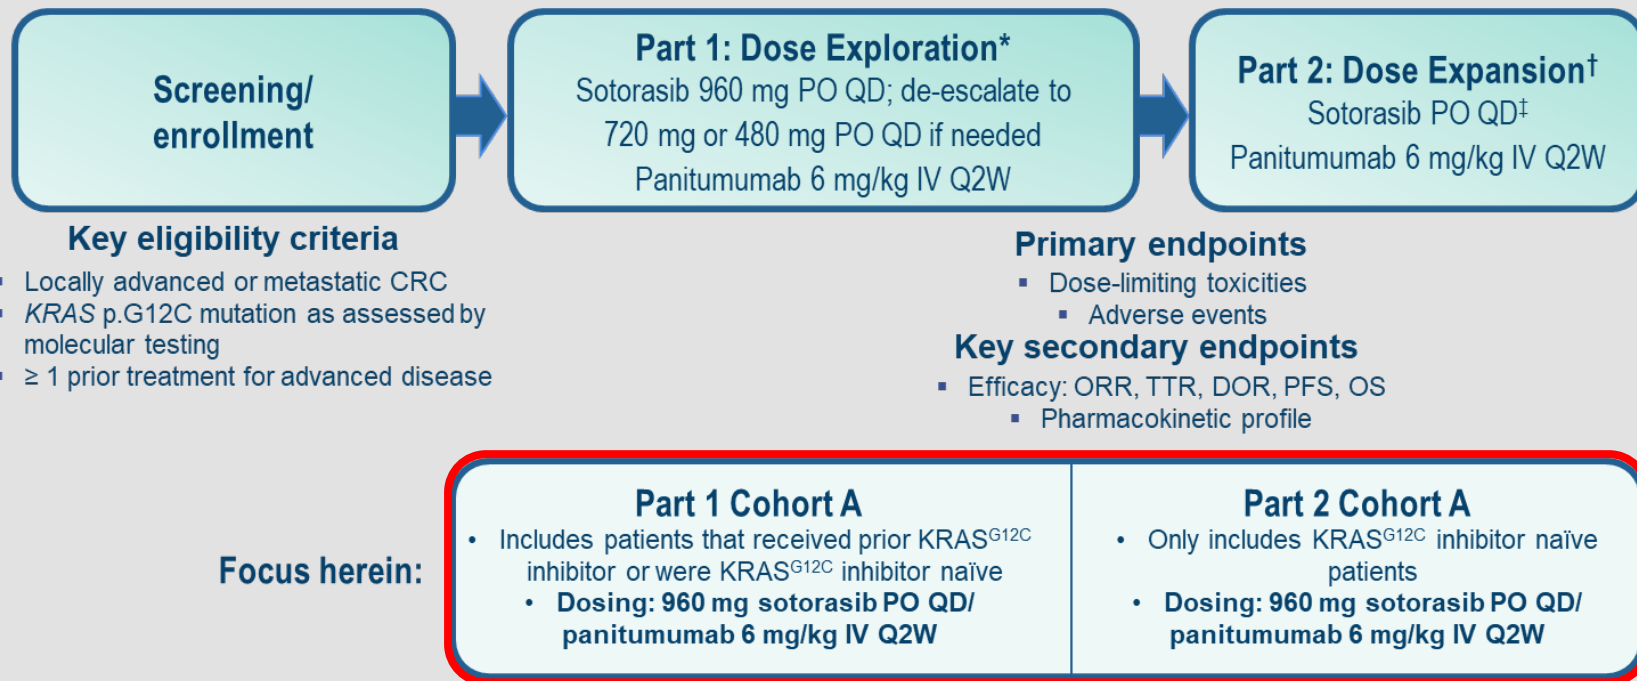 Screening/
enrollment
Part 1: Dose Exploration*
Sotorasib 960 mg PO QD; de-escalate to
720 mg or 480 mg PO QD if needed
Panitumumab 6 mg/kg IV Q2W
Part 2: Dose Expansion†
Sotorasib PO QD‡
Panitumumab 6 mg/kg IV Q2W
Key eligibility criteria
▪ Locally advanced or metastatic CRC
▪ KRAS p.G12C mutation as assessed by
molecular testing
▪ ≥ 1 prior treatment for advanced disease
Primary endpoints
▪ Dose-limiting toxicities
▪ Adverse events
Key secondary endpoints
▪ Efficacy: ORR, TTR, DOR, PFS, OS
▪ Pharmacokinetic profile
Focus herein:
Part 1 Cohort A
• Includes patients that received prior KRASG12C
inhibitor or were KRASG12C inhibitor naïve
• Dosing: 960 mg sotorasib PO QD/
panitumumab 6 mg/kg IV Q2W
Part 2 Cohort A
• Only includes KRASG12C inhibitor naïve
patients
• Dosing: 960 mg sotorasib PO QD/
panitumumab 6 mg/kg IV Q2W